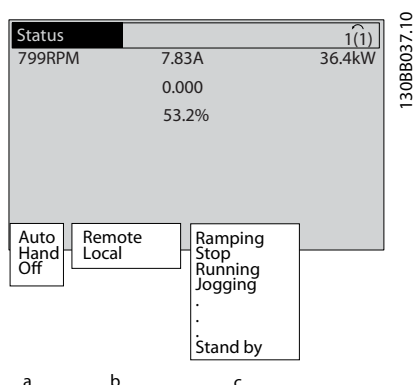 Status 1(1)
799RPM 7.83A 36.4kW
0.000
53.2%
Auto
Hand
Off
Remote
Local
Ramping
Stop
Running
Jogging
.
.
.
Stand by
a b c
130BB037.10